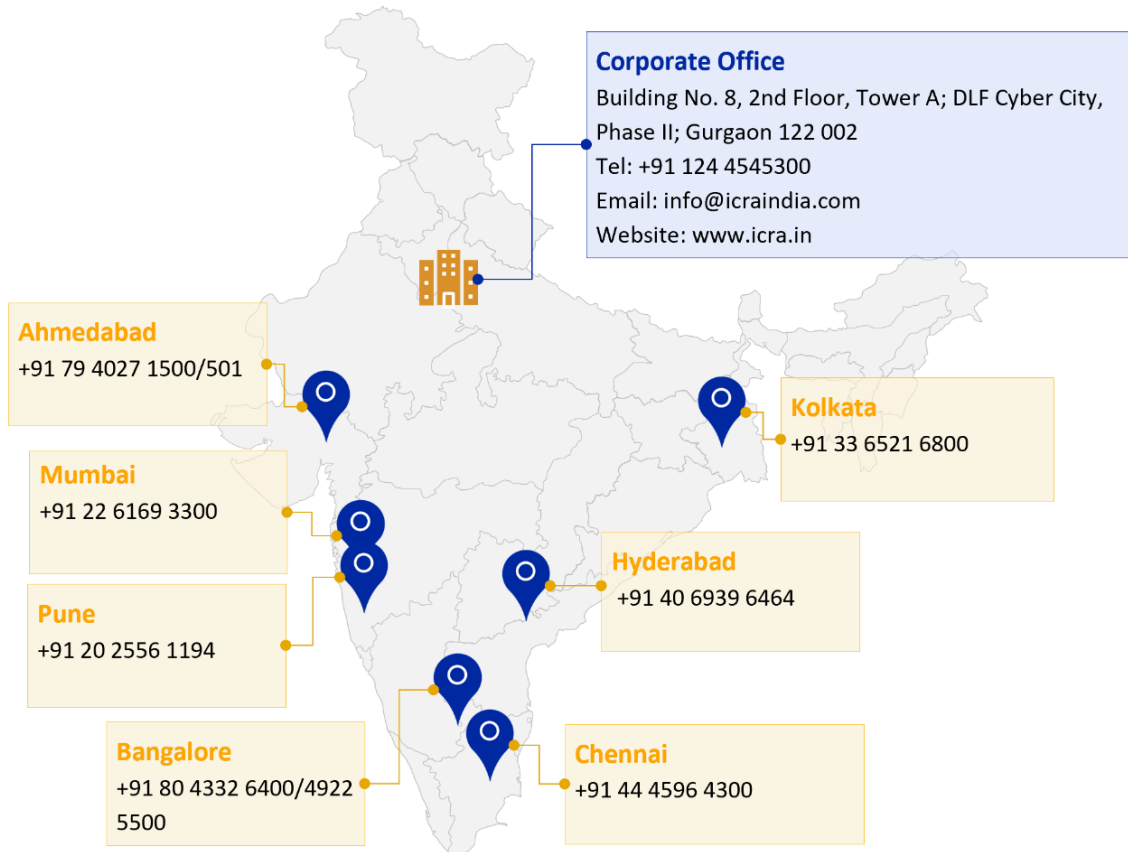 Corporate Office
Building No. 8, 2nd Floor, Tower A; DLF Cyber City,
Phase II; Gurgaon 122 002
Tel: +91 124 4545300
Email: info@icraindia.com
Website: www.icra.in
Ahmedabad
+91 79 4027 1500/501
Kolkata
+91 33 6521 6800
Mumbai
+91 22 6169 3300
Hyderabad
+91 40 6939 6464
Pune
+91 20 2556 1194
Bangalore
+91 80 4332 6400/4922
5500
Chennai
+91 44 4596 4300